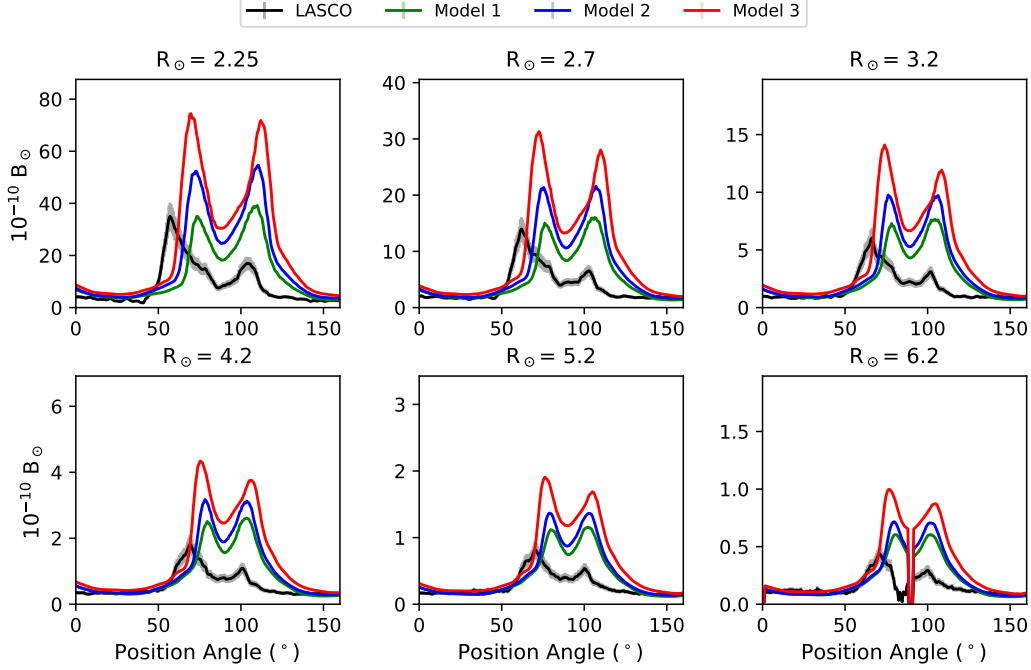 LASCO Model 1 Model 2 Model 3
R⊙ = 2.25 R⊙ = 2.7 R⊙ = 3.2
10⁻¹⁰ B⊙
80
60
40
20
0
0 50 100 150
40
30
20
10
0
0 50 100 150
15
10
5
0
0 50 100 150
R⊙ = 4.2 R⊙ = 5.2 R⊙ = 6.2
10⁻¹⁰ B⊙
6
4
2
0
0 50 100 150
Position Angle (°)
3
2
1
0
0 50 100 150
Position Angle (°)
1.5
1.0
0.5
0.0
0 50 100 150
Position Angle (°)